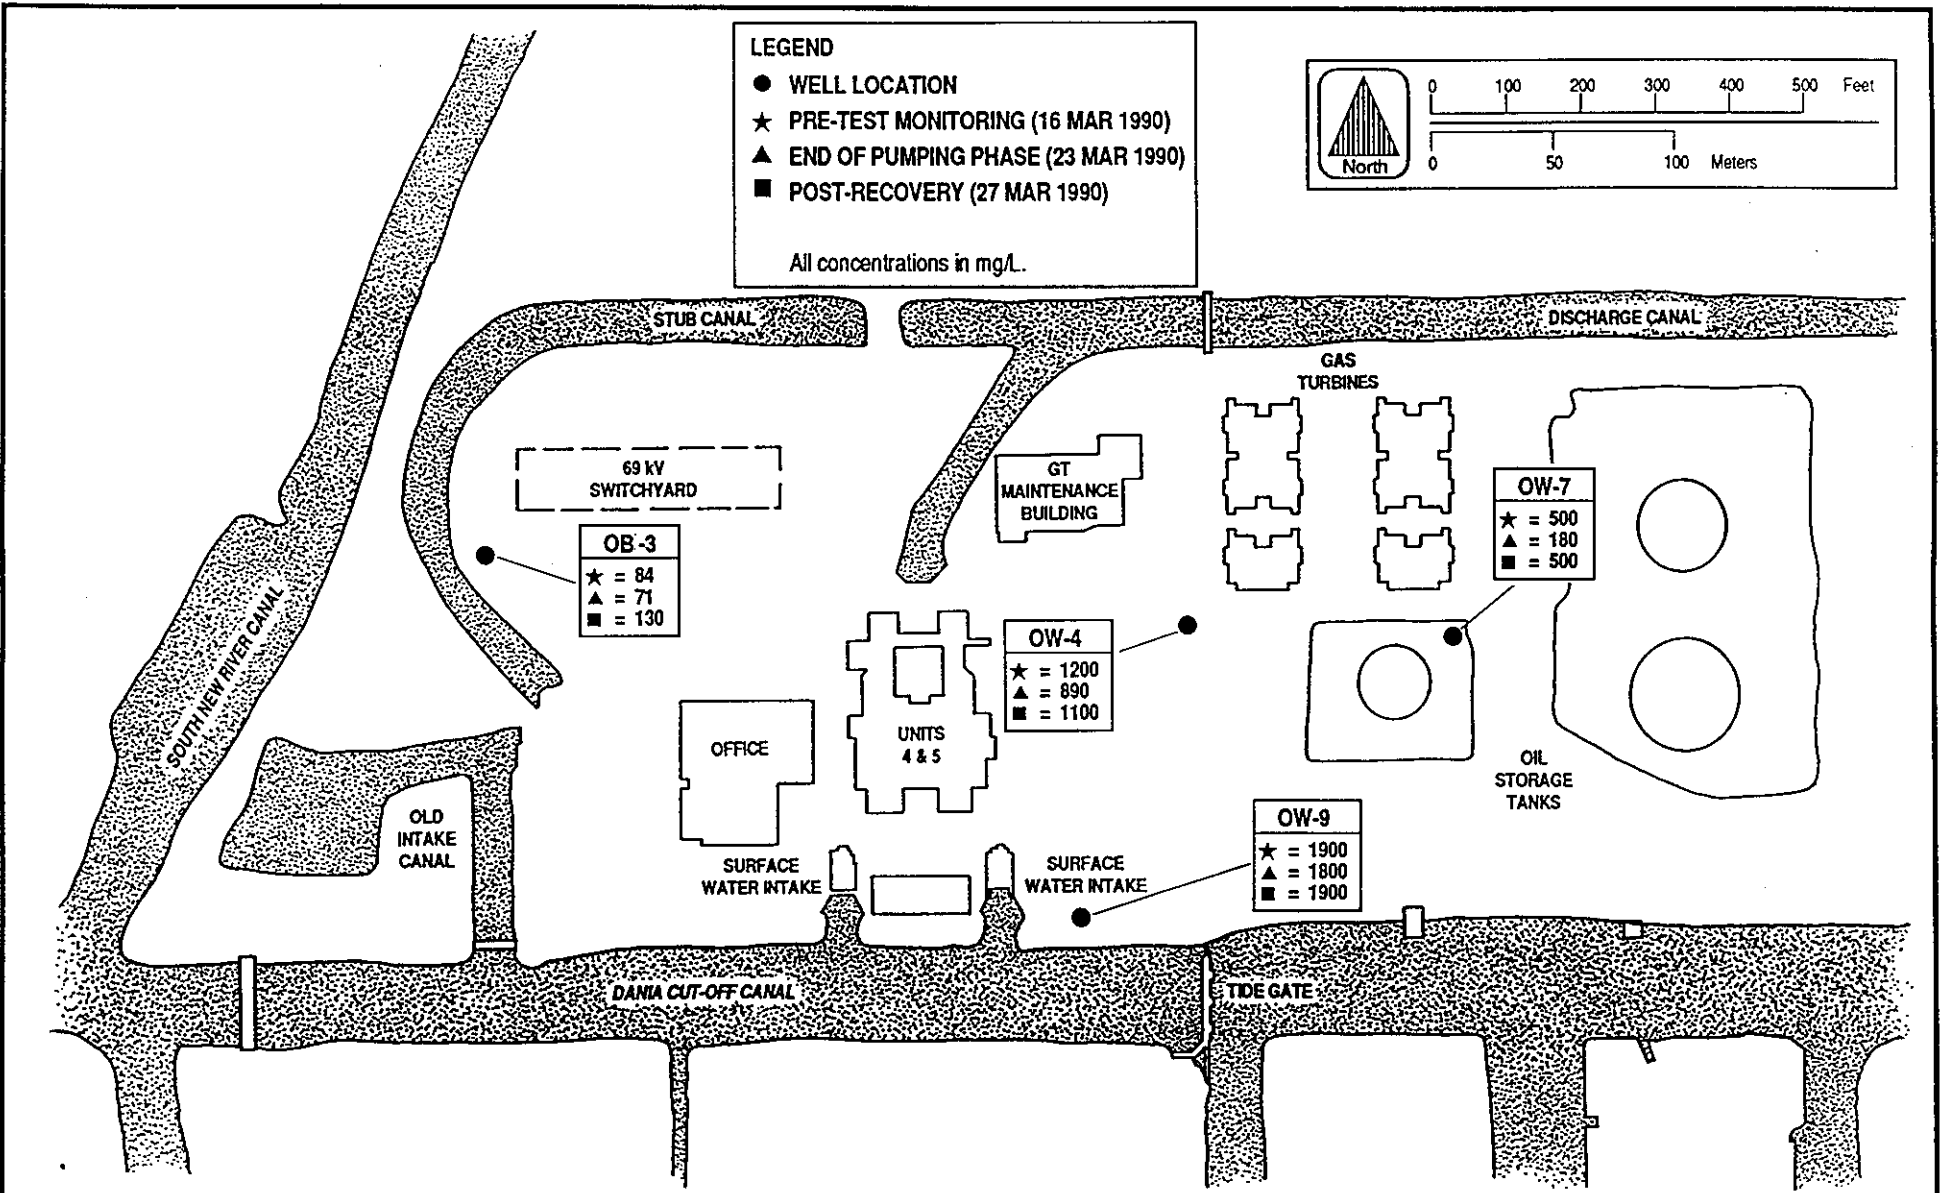 LEGEND
● WELL LOCATION
★ PRE-TEST MONITORING (16 MAR 1990)
▲ END OF PUMPING PHASE (23 MAR 1990)
■ POST-RECOVERY (27 MAR 1990)
All concentrations in mg/L.
North
0 100 200 300 400 500 Feet
0 50 100 Meters
STUB CANAL
DISCHARGE CANAL
GAS
TURBINES
69 kV
SWITCHYARD
GT
MAINTENANCE
BUILDING
OW-7
★ = 500
▲ = 180
■ = 500
OB-3
★ = 84
▲ = 71
■ = 130
SOUTH NEW RIVER CANAL
OW-4
★ = 1200
▲ = 890
■ = 1100
OFFICE
UNITS
4 & 5
OIL
STORAGE
TANKS
OLD
INTAKE
CANAL
OW-9
★ = 1900
▲ = 1800
■ = 1900
SURFACE
WATER INTAKE
SURFACE
WATER INTAKE
DANIA CUT-OFF CANAL
TIDE GATE